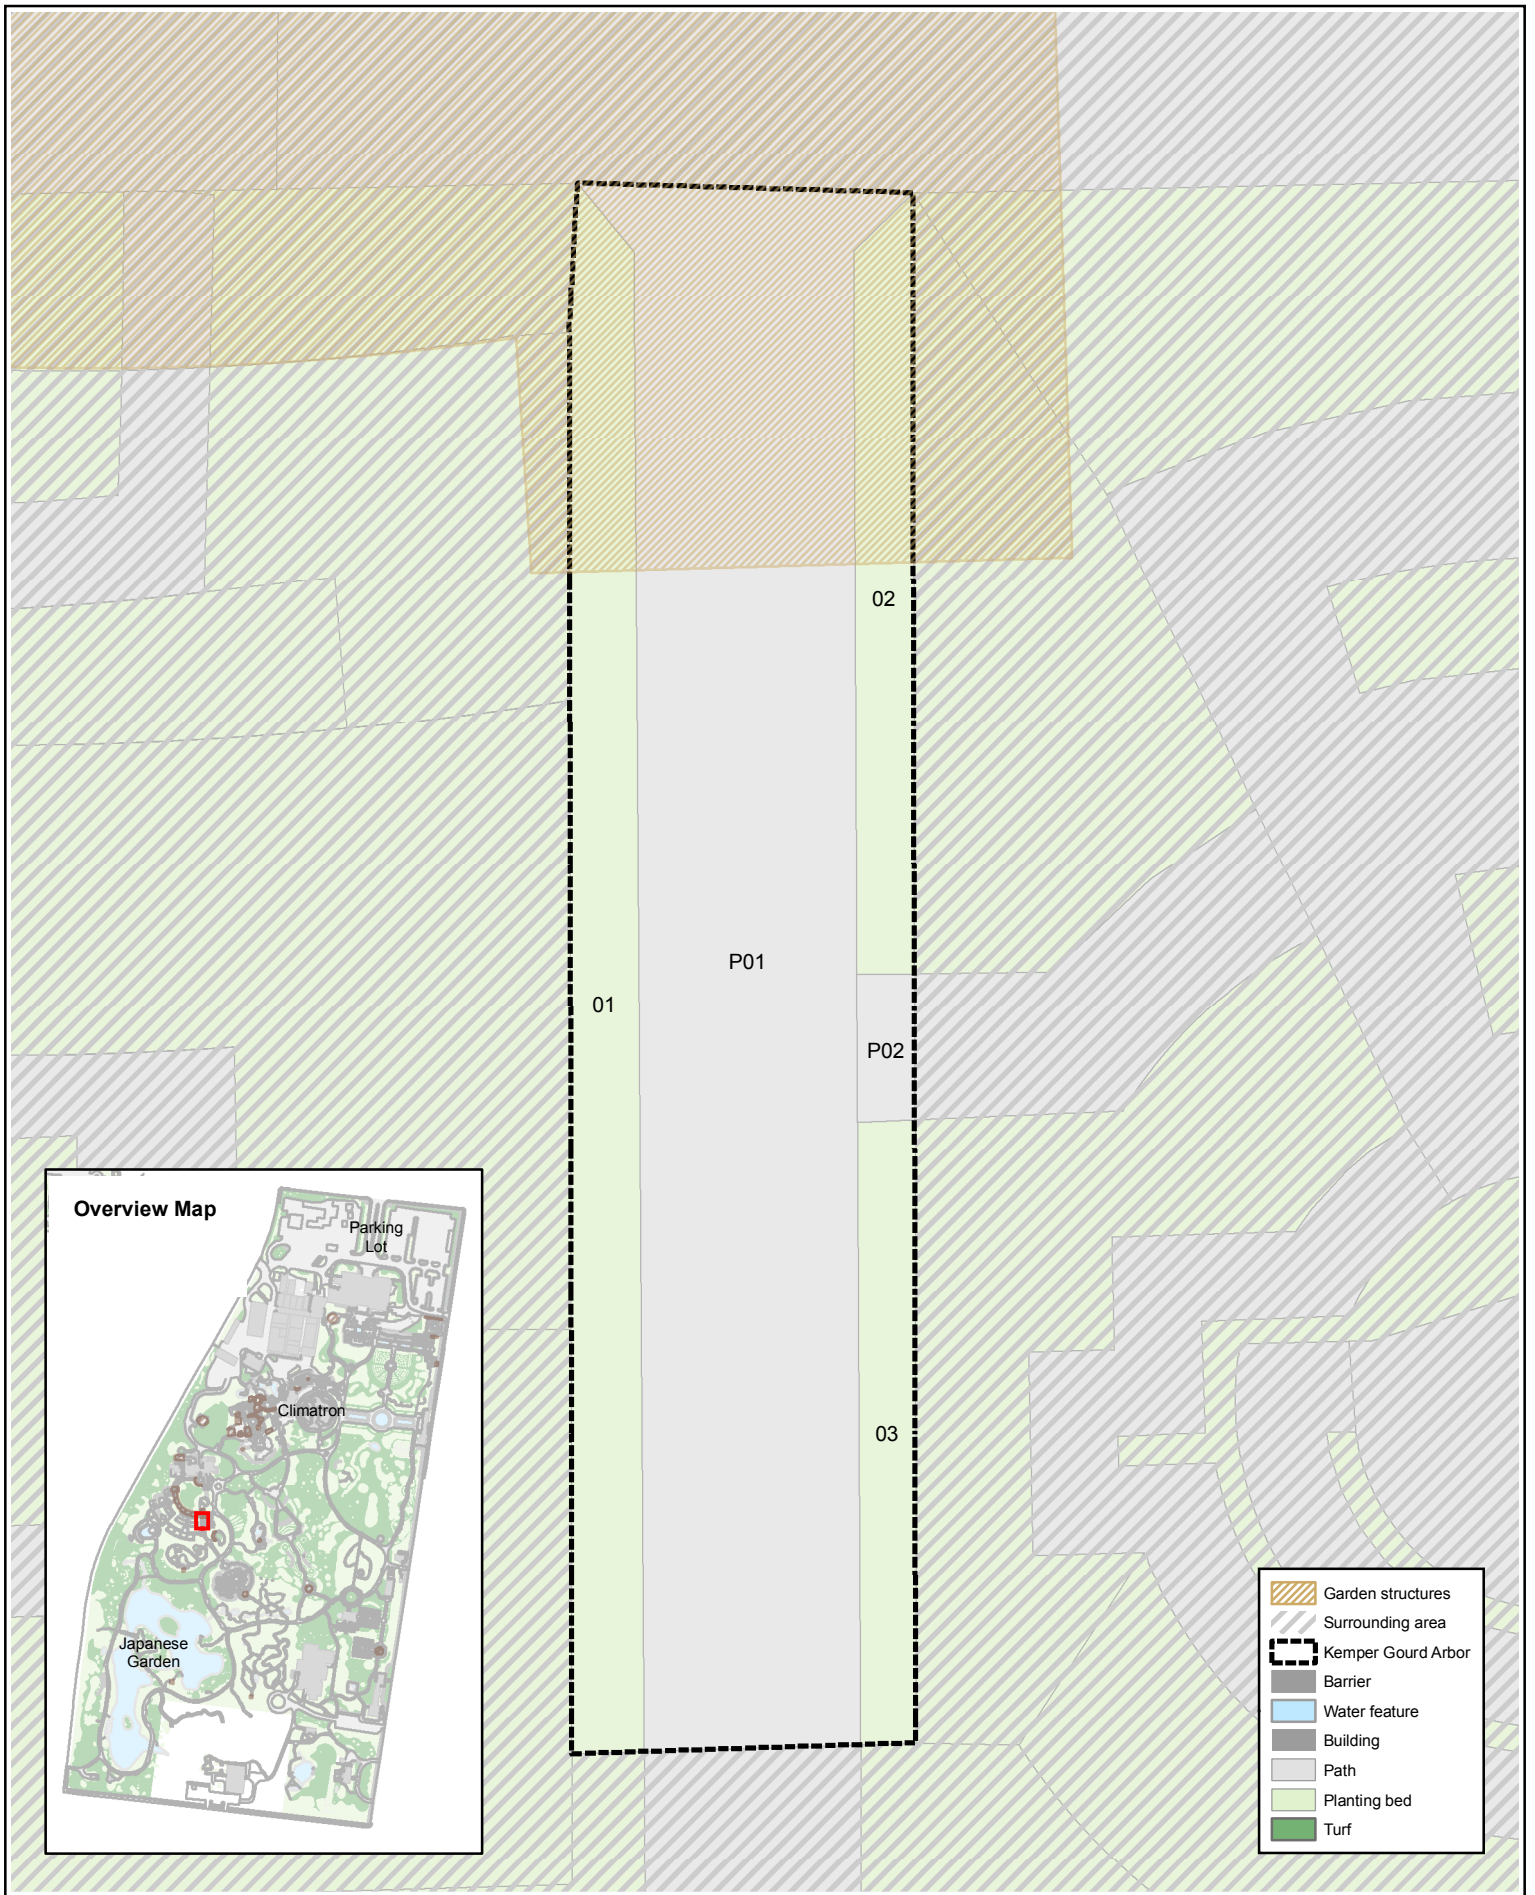 02
P01
01
P02
03
Overview Map
Parking
Lot
Climatron
Japanese
Garden
Garden structures
Surrounding area
Kemper Gourd Arbor
Barrier
Water feature
Building
Path
Planting bed
Turf